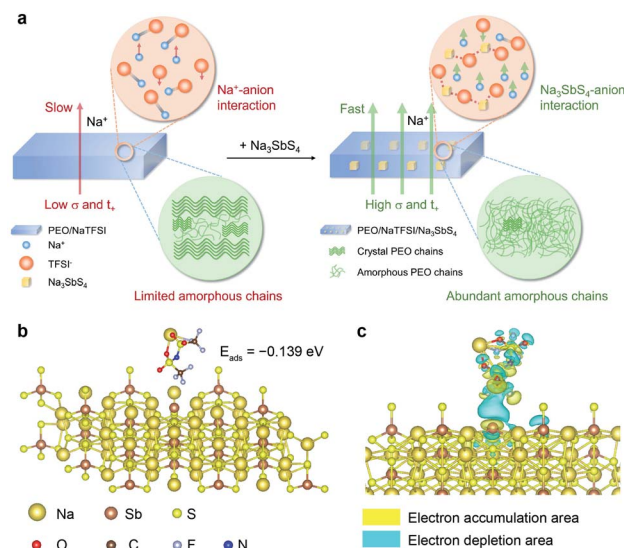 a
Na⁺-anion
interaction
Na₃SbS₄-anion
interaction
Slow
Na⁺
Fast
Na⁺
+ Na₃SbS₄
Low σ and t₊
High σ and t₊
PEO/NaTFSI
Na⁺
TFSI⁻
Na₃SbS₄
PEO/NaTFSI/Na₃SbS₄
Crystal PEO chains
Amorphous PEO chains
Limited amorphous chains
Abundant amorphous chains
b
E_ads = −0.139 eV
c
Na
Sb
S
O
C
F
N
Electron accumulation area
Electron depletion area